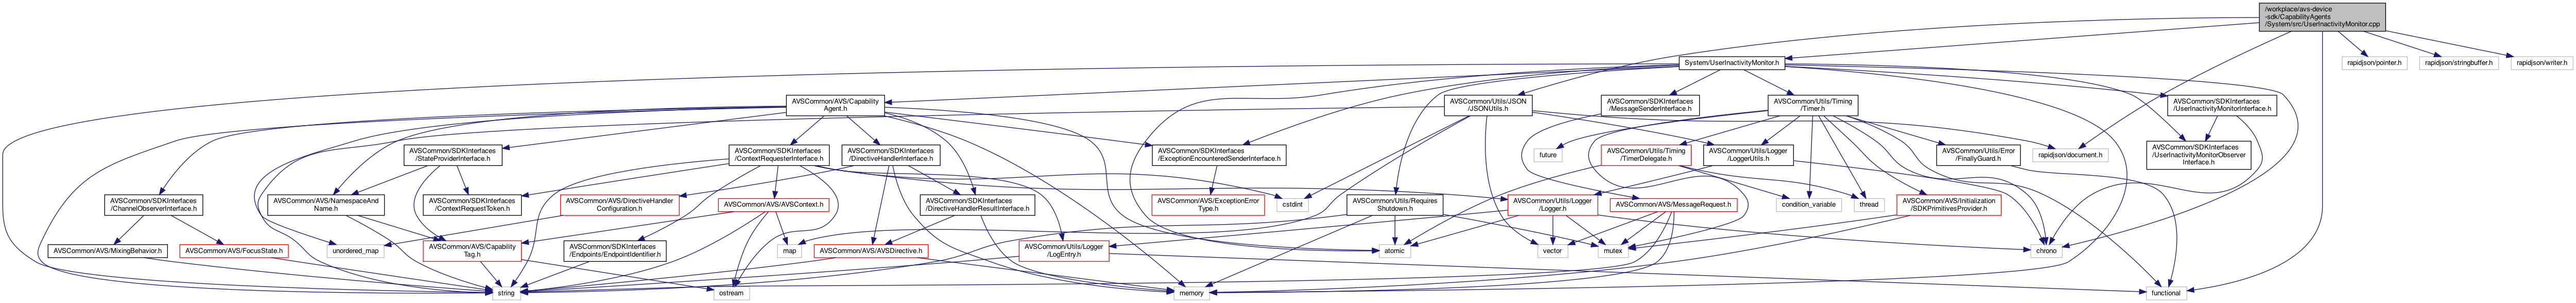 /workplace/avs-device
-sdk/CapabilityAgents
/System/src/UserInactivityMonitor.cpp
System/UserInactivityMonitor.h
rapidjson/pointer.h
rapidjson/stringbuffer.h
rapidjson/writer.h
AVSCommon/AVS/Capability
Agent.h
AVSCommon/Utils/JSON
/JSONUtils.h
AVSCommon/SDKInterfaces
/MessageSenderInterface.h
AVSCommon/Utils/Timing
/Timer.h
AVSCommon/SDKInterfaces
/UserInactivityMonitorInterface.h
AVSCommon/SDKInterfaces
/StateProviderInterface.h
AVSCommon/SDKInterfaces
/ContextRequesterInterface.h
AVSCommon/SDKInterfaces
/DirectiveHandlerInterface.h
AVSCommon/SDKInterfaces
/ExceptionEncounteredSenderInterface.h
future
AVSCommon/Utils/Timing
/TimerDelegate.h
AVSCommon/Utils/Logger
/LoggerUtils.h
AVSCommon/Utils/Error
/FinallyGuard.h
rapidjson/document.h
AVSCommon/SDKInterfaces
/UserInactivityMonitorObserver
Interface.h
AVSCommon/SDKInterfaces
/ChannelObserverInterface.h
AVSCommon/AVS/NamespaceAnd
Name.h
AVSCommon/SDKInterfaces
/ContextRequestToken.h
AVSCommon/AVS/DirectiveHandler
Configuration.h
AVSCommon/AVS/AVSContext.h
AVSCommon/SDKInterfaces
/DirectiveHandlerResultInterface.h
AVSCommon/AVS/ExceptionError
Type.h
cstdint
AVSCommon/Utils/Requires
Shutdown.h
AVSCommon/Utils/Logger
/Logger.h
AVSCommon/AVS/MessageRequest.h
condition_variable
thread
AVSCommon/AVS/Initialization
/SDKPrimitivesProvider.h
AVSCommon/AVS/MixingBehavior.h
AVSCommon/AVS/FocusState.h
unordered_map
AVSCommon/AVS/Capability
Tag.h
AVSCommon/SDKInterfaces
/Endpoints/EndpointIdentifier.h
map
AVSCommon/AVS/AVSDirective.h
AVSCommon/Utils/Logger
/LogEntry.h
atomic
vector
mutex
chrono
string
ostream
memory
functional